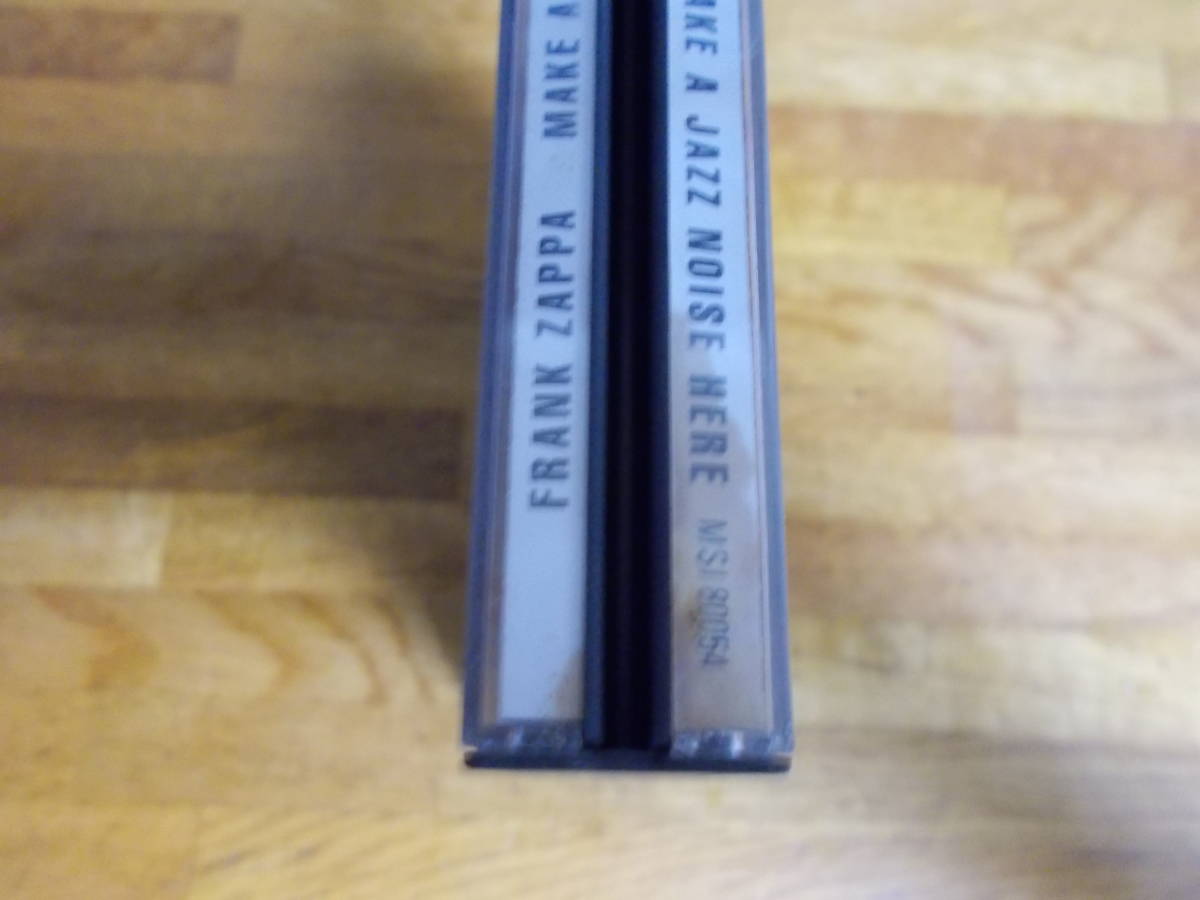 FRANK ZAPPA MAKE A
MAKE A JAZZ NOISE HERE MSI 80064